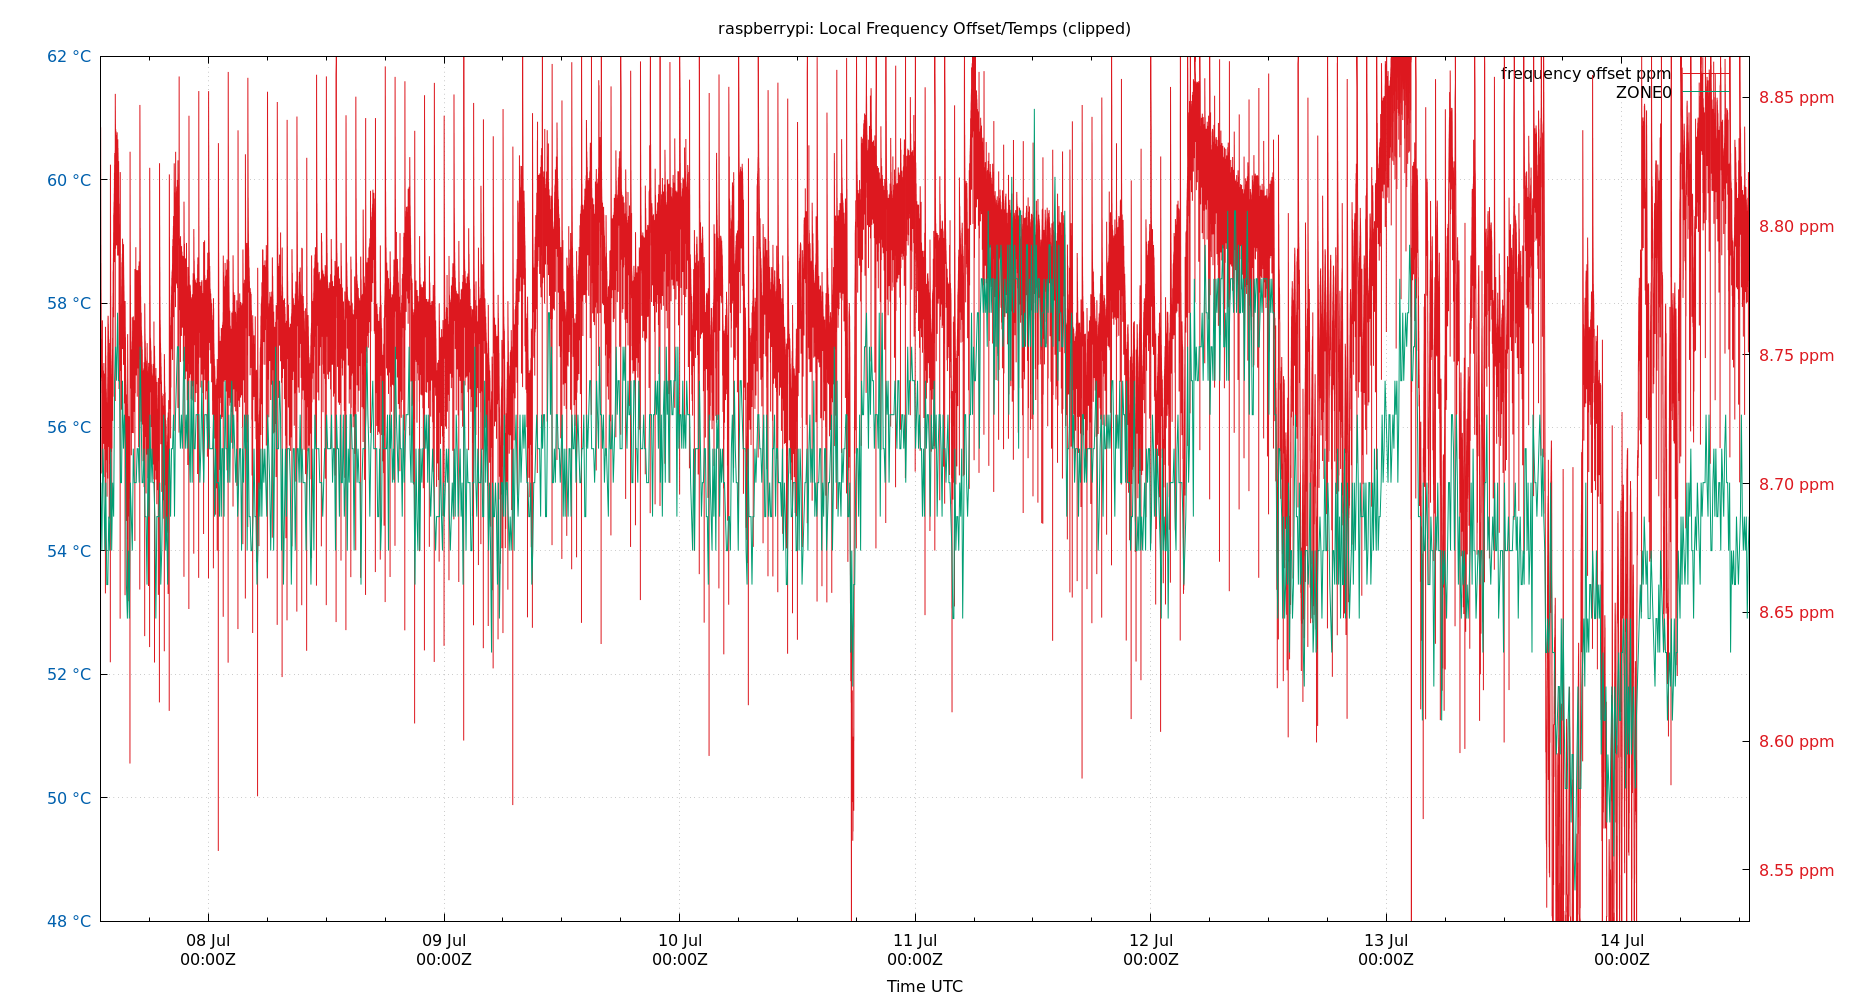 raspberrypi: Local Frequency Offset/Temps (clipped)
62 °C
60 °C
58 °C
56 °C
54 °C
52 °C
50 °C
48 °C
frequency offset ppm
ZONE0
8.85 ppm
8.80 ppm
8.75 ppm
8.70 ppm
8.65 ppm
8.60 ppm
8.55 ppm
08 Jul
00:00Z
09 Jul
00:00Z
10 Jul
00:00Z
11 Jul
00:00Z
12 Jul
00:00Z
13 Jul
00:00Z
14 Jul
00:00Z
Time UTC